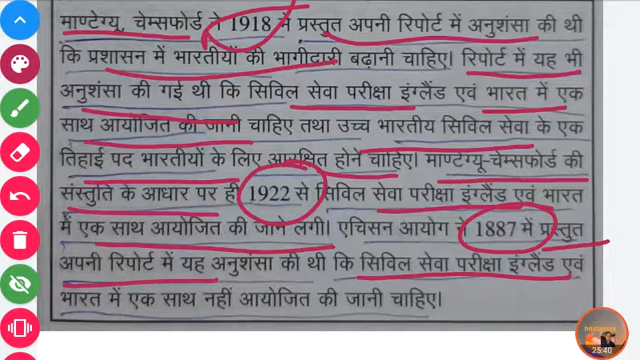 माण्टेग्यू चेम्सफोर्ड ने 1918 में प्रस्तुत अपनी रिपोर्ट में अनुशंसा की थी
कि प्रशासन में भारतीयों की भागीदारी बढ़ानी चाहिए। रिपोर्ट में यह भी
अनुशंसा की गई थी कि सिविल सेवा परीक्षा इंग्लैंड एवं भारत में एक
साथ आयोजित की जानी चाहिए तथा उच्च भारतीय सिविल सेवा के एक
तिहाई पद भारतीयों के लिए आरक्षित होने चाहिए। माण्टेग्यू-चेम्सफोर्ड की
संस्तुति के आधार पर ही 1922 से सिविल सेवा परीक्षा इंग्लैंड एवं भारत
में एक साथ आयोजित की जाने लगी। एचिसन आयोग ने 1887 में प्रस्तुत
अपनी रिपोर्ट में यह अनुशंसा की थी कि सिविल सेवा परीक्षा इंग्लैंड एवं
भारत में एक साथ नहीं आयोजित की जानी चाहिए।
25:40